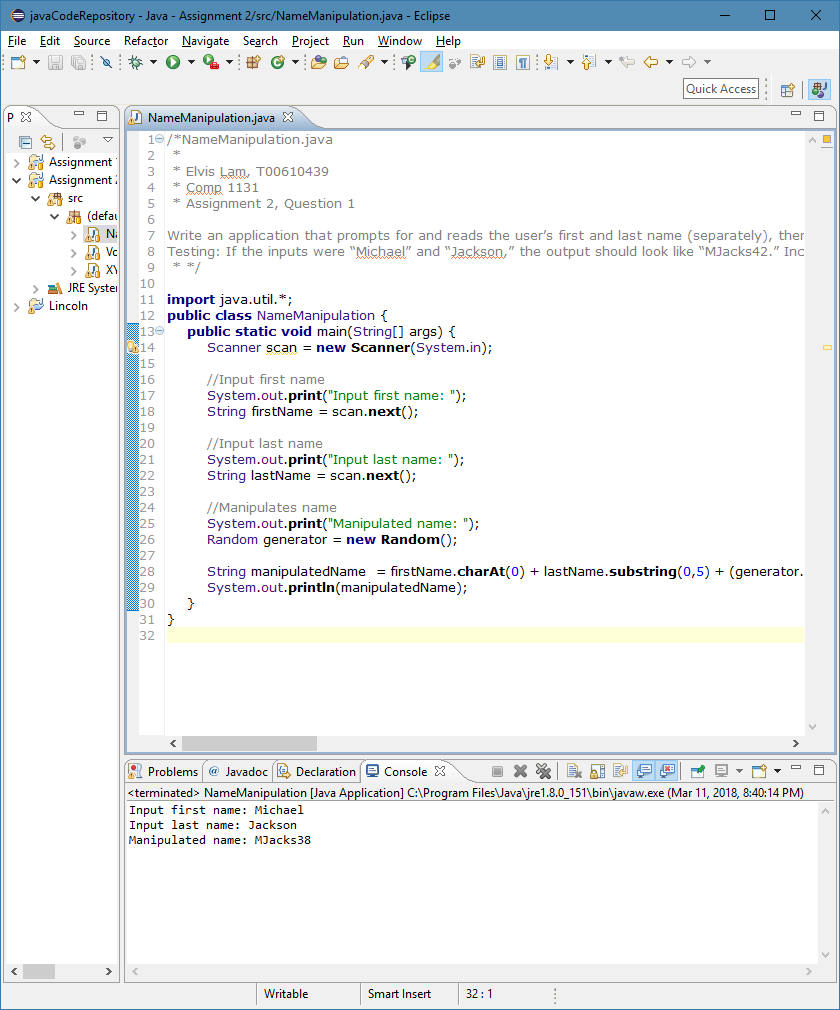 javaCodeRepository - Java - Assignment 2/src/NameManipulation.java - Eclipse
File Edit Source Refactor Navigate Search Project Run Window Help
Quick Access
P
NameManipulation.java
Assignment
Assignment 2
src
(defau
Na
Vo
XY
JRE System
Lincoln
1 /*NameManipulation.java
2 *
3 * Elvis Lam, T00610439
4 * Comp 1131
5 * Assignment 2, Question 1
6
7 Write an application that prompts for and reads the user’s first and last name (separately), then
8 Testing: If the inputs were “Michael” and “Jackson,” the output should look like “MJacks42.” Inc
9 * */
10
11 import java.util.*;
12 public class NameManipulation {
13 public static void main(String[] args) {
14 Scanner scan = new Scanner(System.in);
15
16 //Input first name
17 System.out.print("Input first name: ");
18 String firstName = scan.next();
19
20 //Input last name
21 System.out.print("Input last name: ");
22 String lastName = scan.next();
23
24 //Manipulates name
25 System.out.print("Manipulated name: ");
26 Random generator = new Random();
27
28 String manipulatedName = firstName.charAt(0) + lastName.substring(0,5) + (generator.
29 System.out.println(manipulatedName);
30 }
31 }
32
Problems @ Javadoc Declaration Console
<terminated> NameManipulation [Java Application] C:\Program Files\Java\jre1.8.0_151\bin\javaw.exe (Mar 11, 2018, 8:40:14 PM)
Input first name: Michael
Input last name: Jackson
Manipulated name: MJacks38
Writable Smart Insert 32 : 1